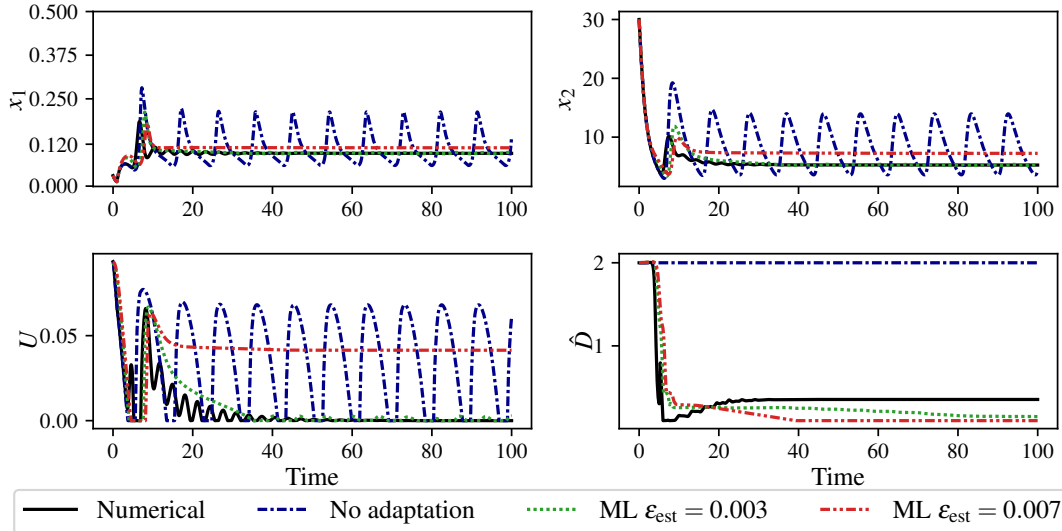 0.500
0.375
0.250
0.120
0.000
x₁
0 20 40 60 80 100
30
20
10
x₂
0 20 40 60 80 100
0.05
0.00
U
0 20 40 60 80 100
Time
2
1
D̂
0 20 40 60 80 100
Time
Numerical
No adaptation
ML ε_est = 0.003
ML ε_est = 0.007